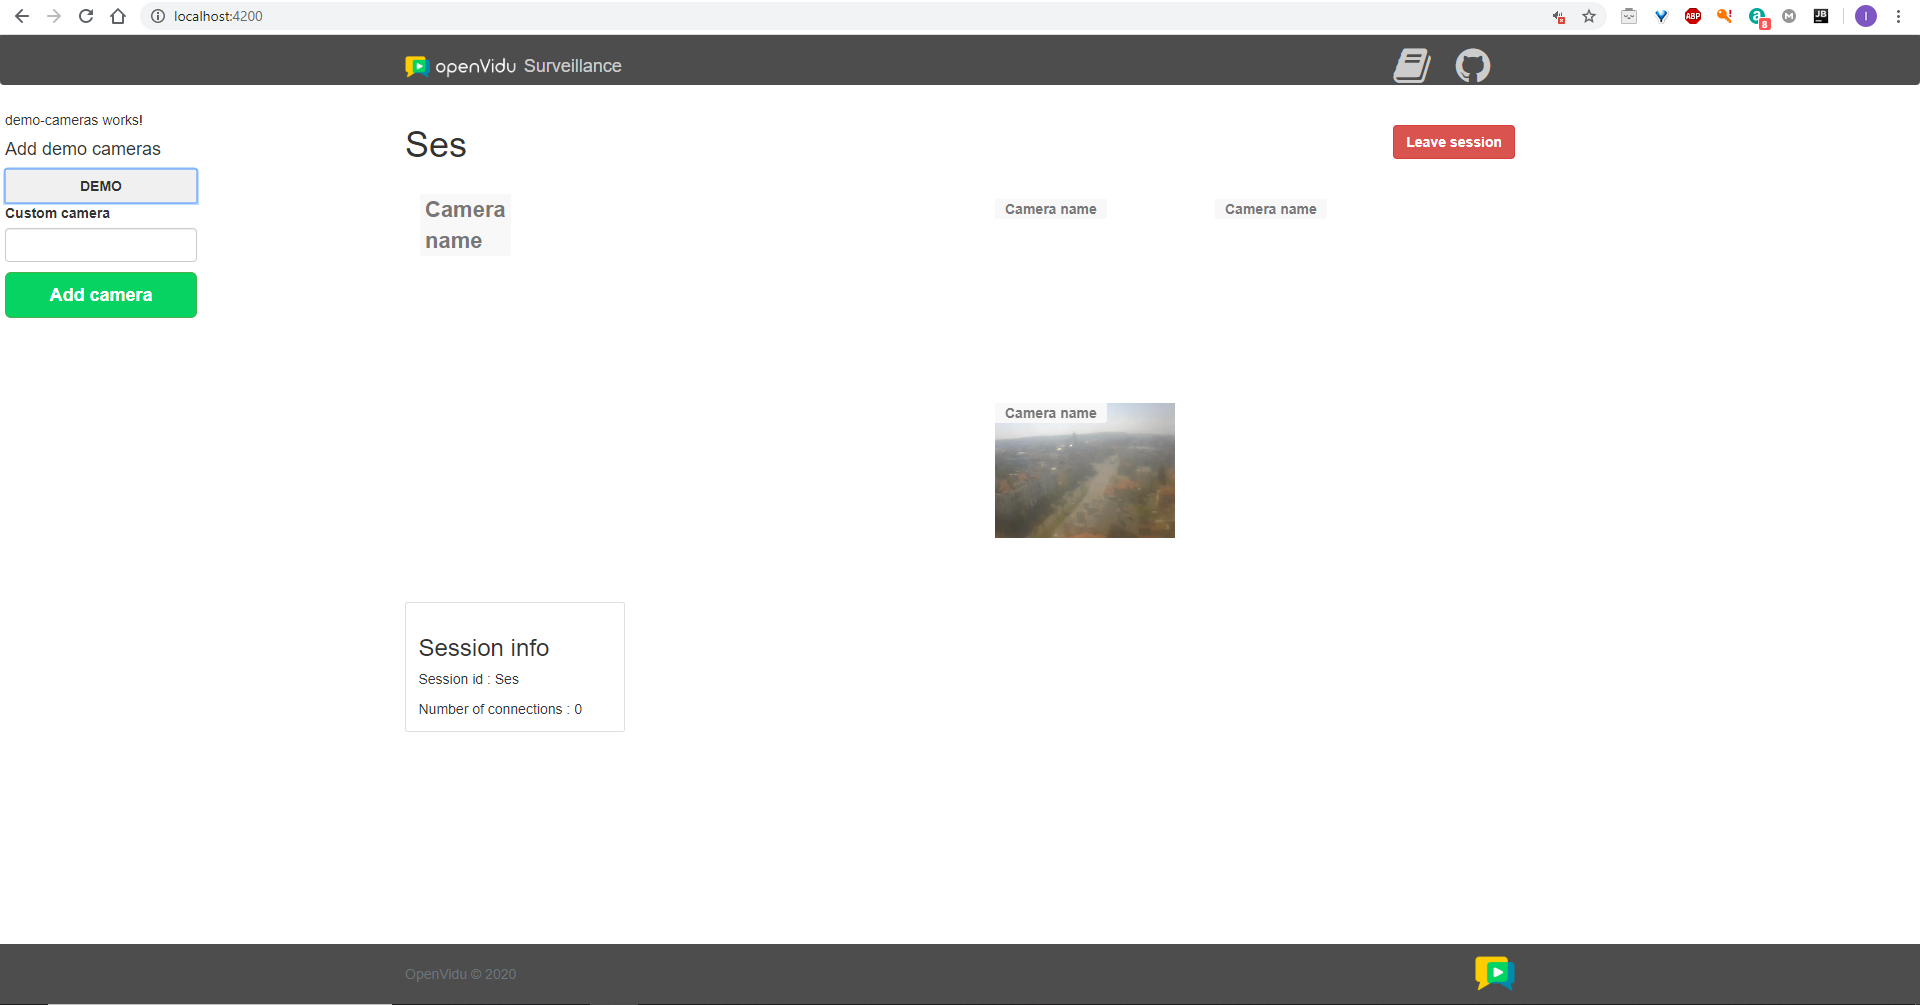 localhost:4200
ABP
8
M
JB
I
openVidu Surveillance
demo-cameras works!
Add demo cameras
DEMO
Custom camera
Add camera
Ses
Leave session
Camera
name
Camera name
Camera name
Camera name
Session info
Session id : Ses
Number of connections : 0
OpenVidu © 2020